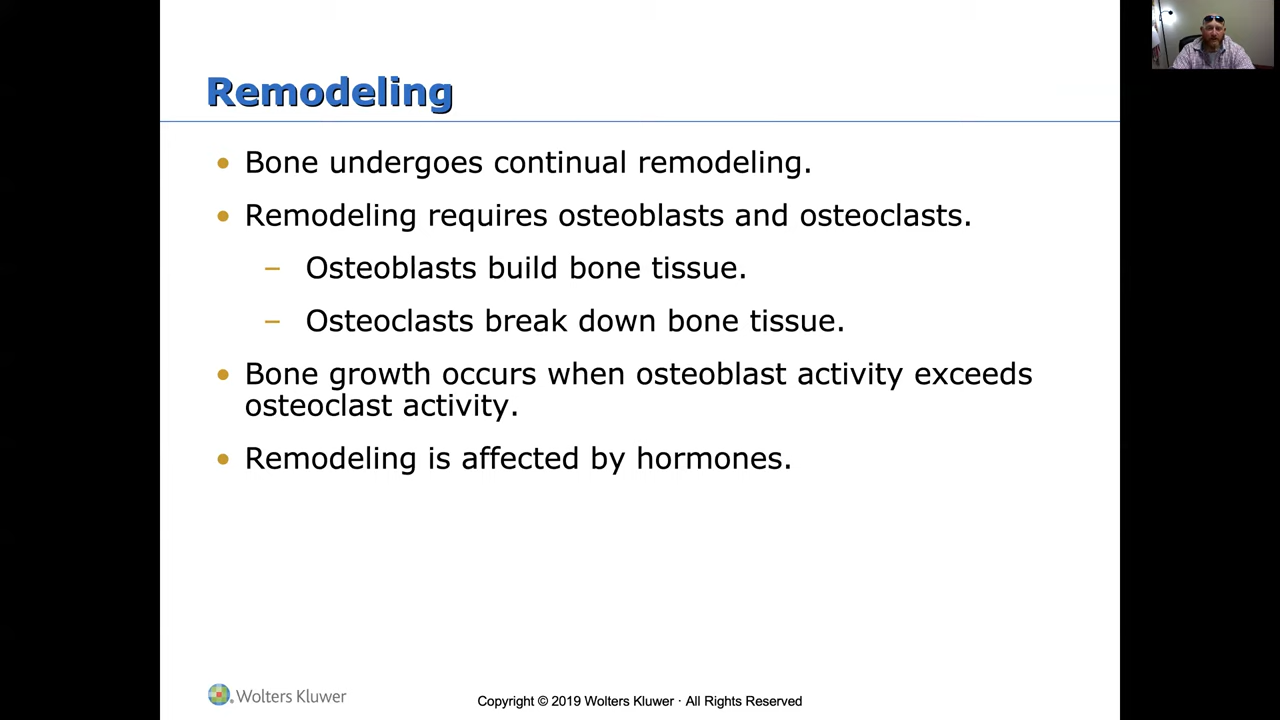 Remodeling
• Bone undergoes continual remodeling.
• Remodeling requires osteoblasts and osteoclasts.
– Osteoblasts build bone tissue.
– Osteoclasts break down bone tissue.
• Bone growth occurs when osteoblast activity exceeds
osteoclast activity.
• Remodeling is affected by hormones.
Wolters Kluwer
Copyright © 2019 Wolters Kluwer · All Rights Reserved